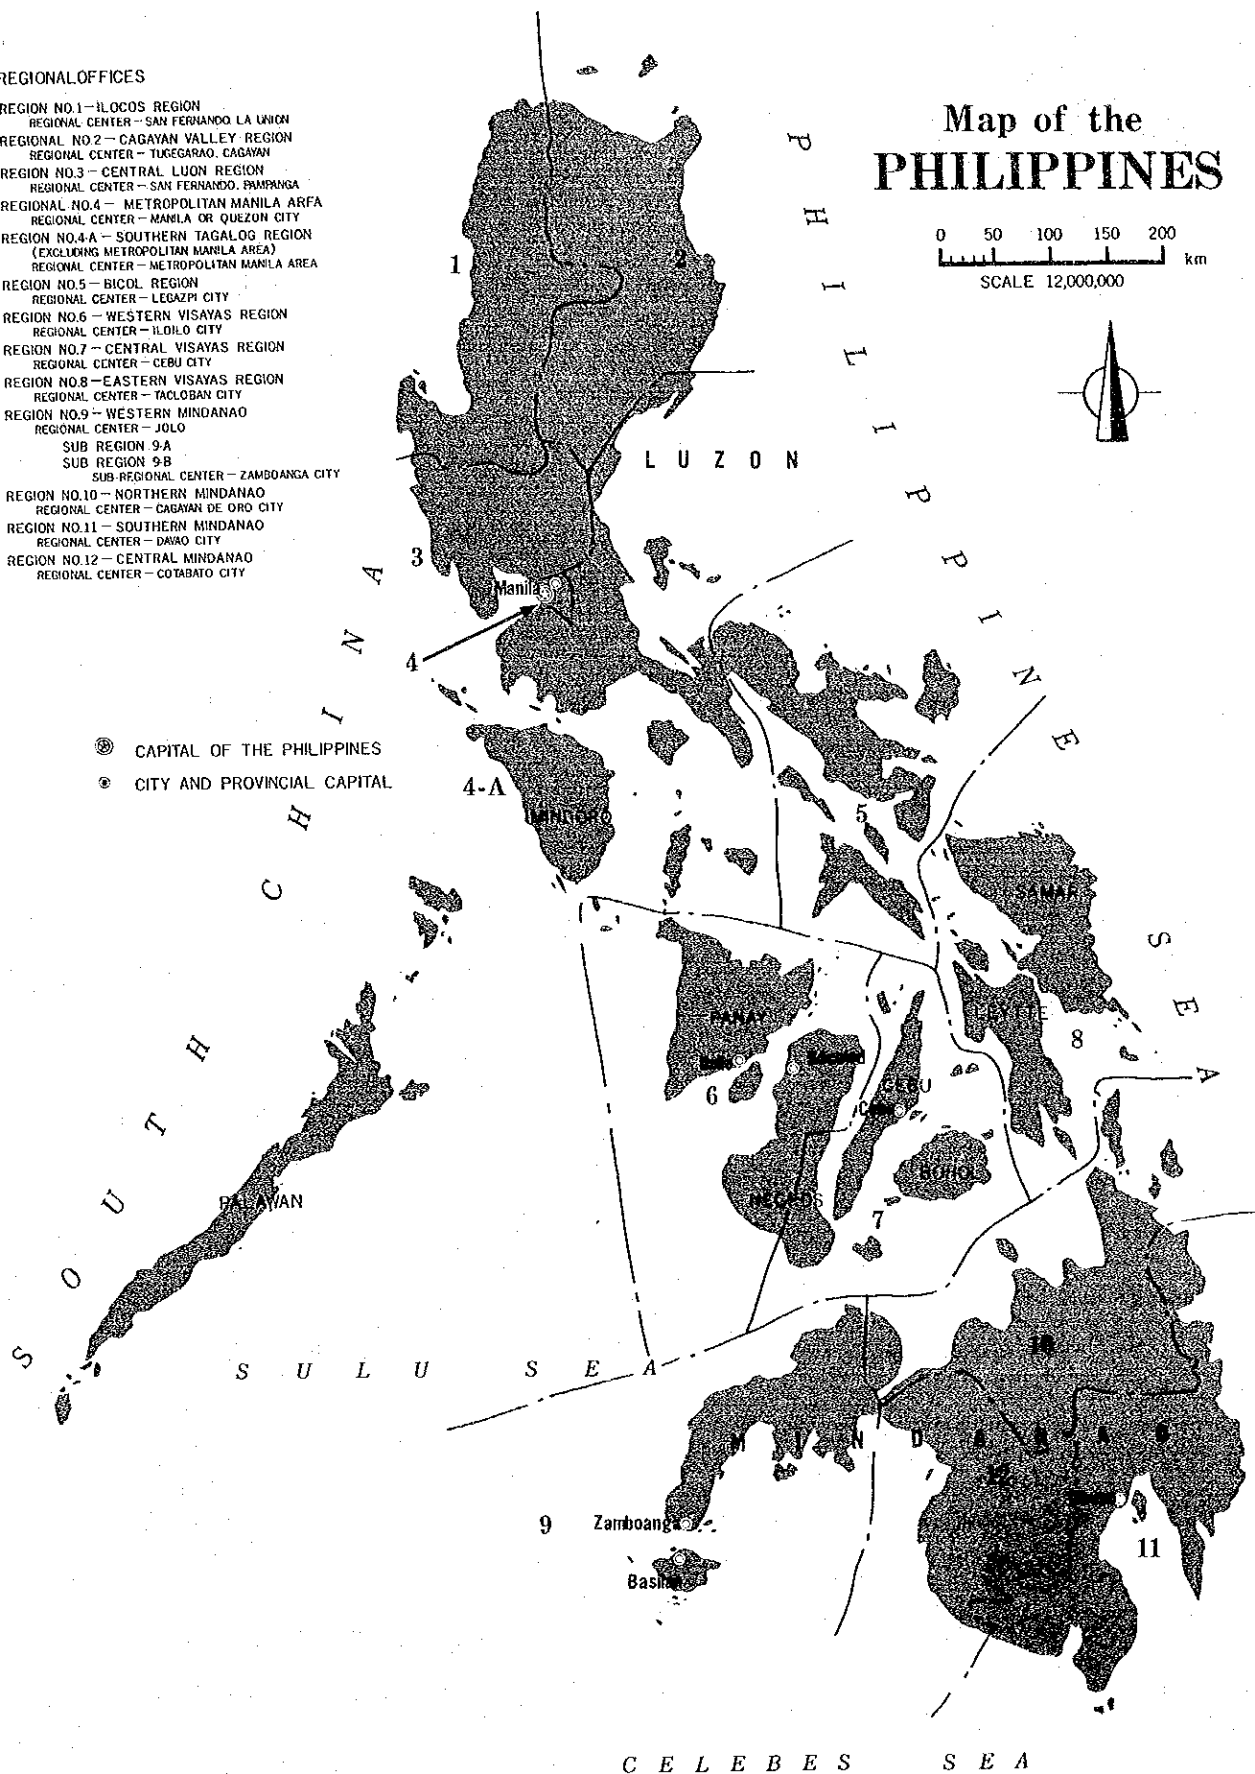 REGIONAL OFFICES
REGION NO.1 — ILOCOS REGION
REGIONAL CENTER — SAN FERNANDO, LA UNION
REGIONAL NO.2 — CAGAYAN VALLEY REGION
REGIONAL CENTER — TUGEGARAO, CAGAYAN
REGION NO.3 — CENTRAL LUON REGION
REGIONAL CENTER — SAN FERNANDO, PAMPANGA
REGIONAL NO.4 — METROPOLITAN MANILA ARFA
REGIONAL CENTER — MANILA OR QUEZON CITY
REGION NO.4-A — SOUTHERN TAGALOG REGION
(EXCLUDING METROPOLITAN MANILA AREA)
REGIONAL CENTER — METROPOLITAN MANILA AREA
REGION NO.5 — BICOL REGION
REGIONAL CENTER — LEGAZPI CITY
REGION NO.6 — WESTERN VISAYAS REGION
REGIONAL CENTER — ILOILO CITY
REGION NO.7 — CENTRAL VISAYAS REGION
REGIONAL CENTER — CEBU CITY
REGION NO.8 — EASTERN VISAYAS REGION
REGIONAL CENTER — TACLOBAN CITY
REGION NO.9 — WESTERN MINDANAO
REGIONAL CENTER — JOLO
SUB REGION 9-A
SUB REGION 9-B
SUB-REGIONAL CENTER — ZAMBOANGA CITY
REGION NO.10 — NORTHERN MINDANAO
REGIONAL CENTER — CAGAYAN DE ORO CITY
REGION NO.11 — SOUTHERN MINDANAO
REGIONAL CENTER — DAVAO CITY
REGION NO.12 — CENTRAL MINDANAO
REGIONAL CENTER — COTABATO CITY
Map of the
PHILIPPINES
0 50 100 150 200 km
SCALE 12,000,000
PHILIPPINE SEA
1
2
LUZON
3
Manila
4
SOUTH CHINA SEA
CAPITAL OF THE PHILIPPINES
CITY AND PROVINCIAL CAPITAL
4-A
MINDORO
5
SAMAR
PANAY
LEYTTE
8
CEBU
6
Cebu
BOHOL
PALAWAN
NEGROS
7
10
SULU SEA
MINDANAO
12
9
Zamboanga
11
Basilan
CELEBES SEA